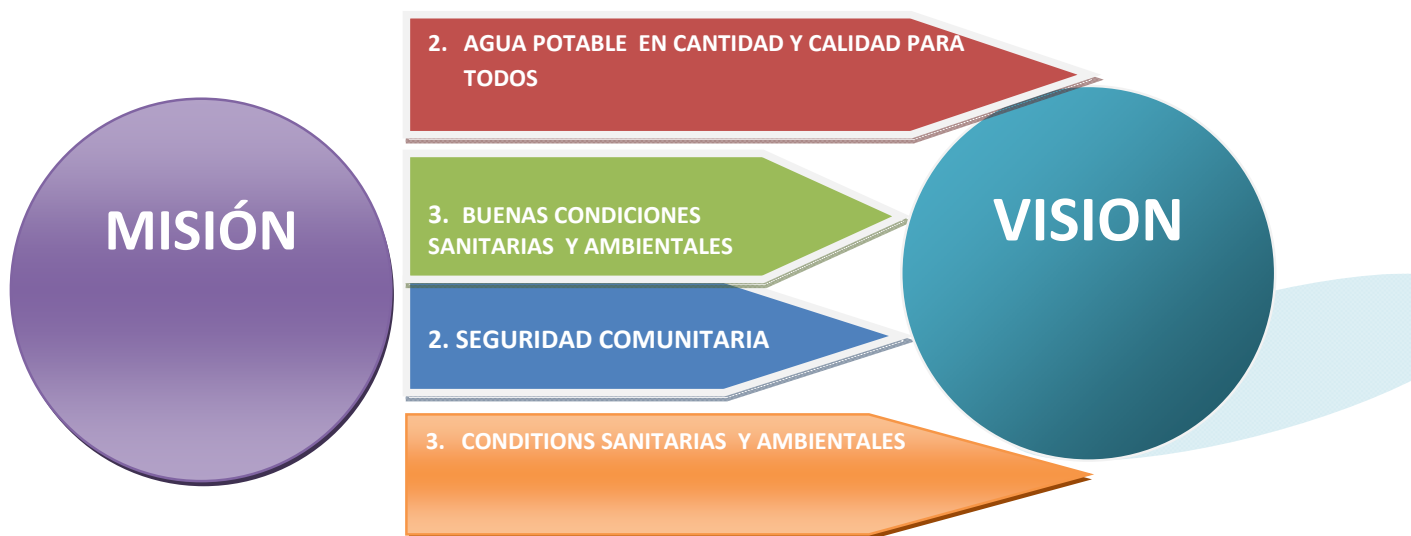 MISIÓN
2. AGUA POTABLE EN CANTIDAD Y CALIDAD PARA
TODOS
3. BUENAS CONDICIONES
SANITARIAS Y AMBIENTALES
2. SEGURIDAD COMUNITARIA
3. CONDITIONS SANITARIAS Y AMBIENTALES
VISION